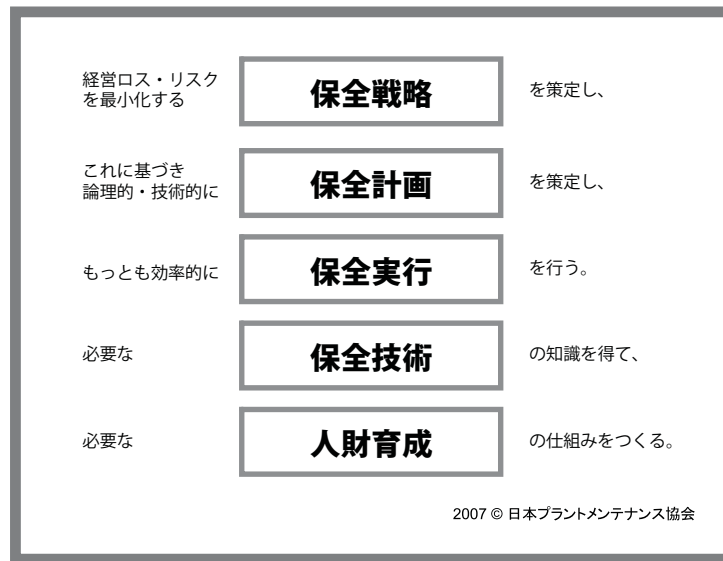 経営ロス・リスク
を最小化する
保全戦略
を策定し、
これに基づき
論理的・技術的に
保全計画
を策定し、
もっとも効率的に
保全実行
を行う。
必要な
保全技術
の知識を得て、
必要な
人財育成
の仕組みをつくる。
2007 © 日本プラントメンテナンス協会